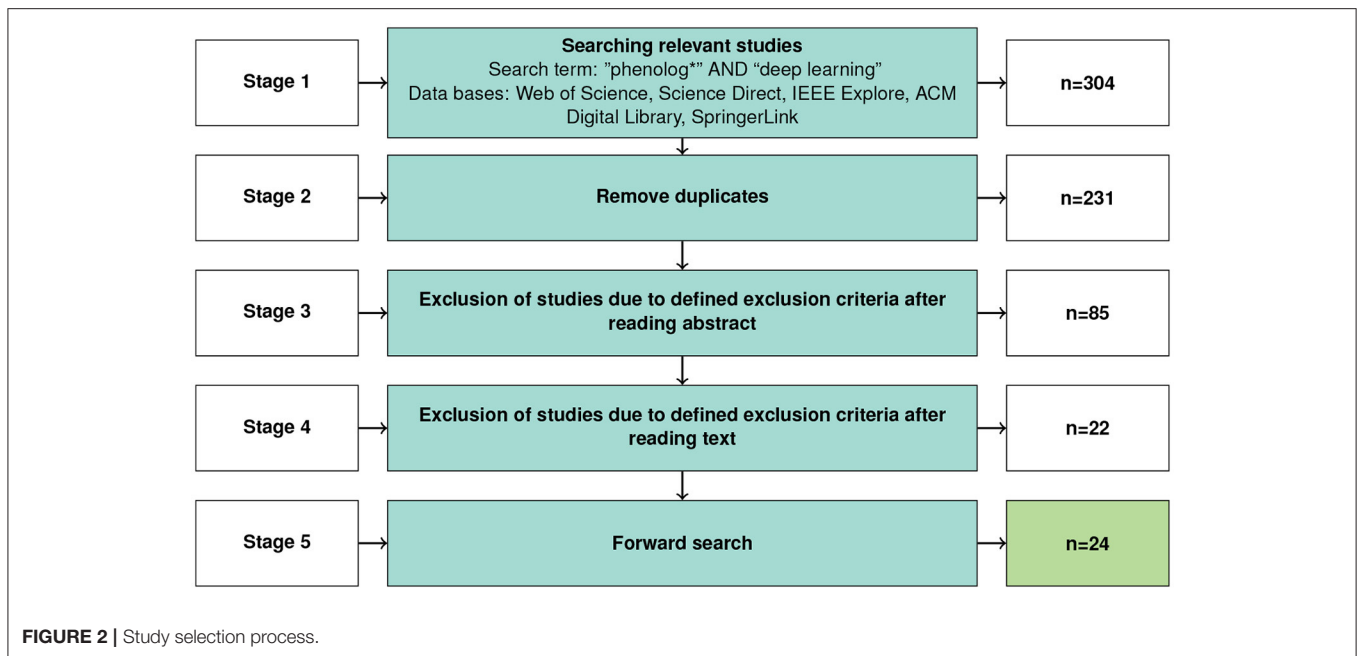 Stage 1
Searching relevant studies
Search term: ”phenolog*” AND “deep learning”
Data bases: Web of Science, Science Direct, IEEE Explore, ACM
Digital Library, SpringerLink
n=304
Stage 2
Remove duplicates
n=231
Stage 3
Exclusion of studies due to defined exclusion criteria after
reading abstract
n=85
Stage 4
Exclusion of studies due to defined exclusion criteria after
reading text
n=22
Stage 5
Forward search
n=24
FIGURE 2 | Study selection process.